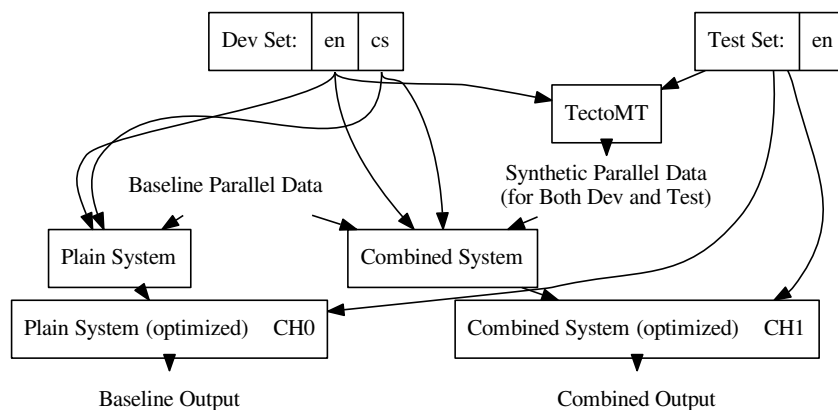 Dev Set: en cs
Test Set: en
TectoMT
Baseline Parallel Data
Synthetic Parallel Data
(for Both Dev and Test)
Plain System
Combined System
Plain System (optimized) CH0
Combined System (optimized) CH1
Baseline Output
Combined Output